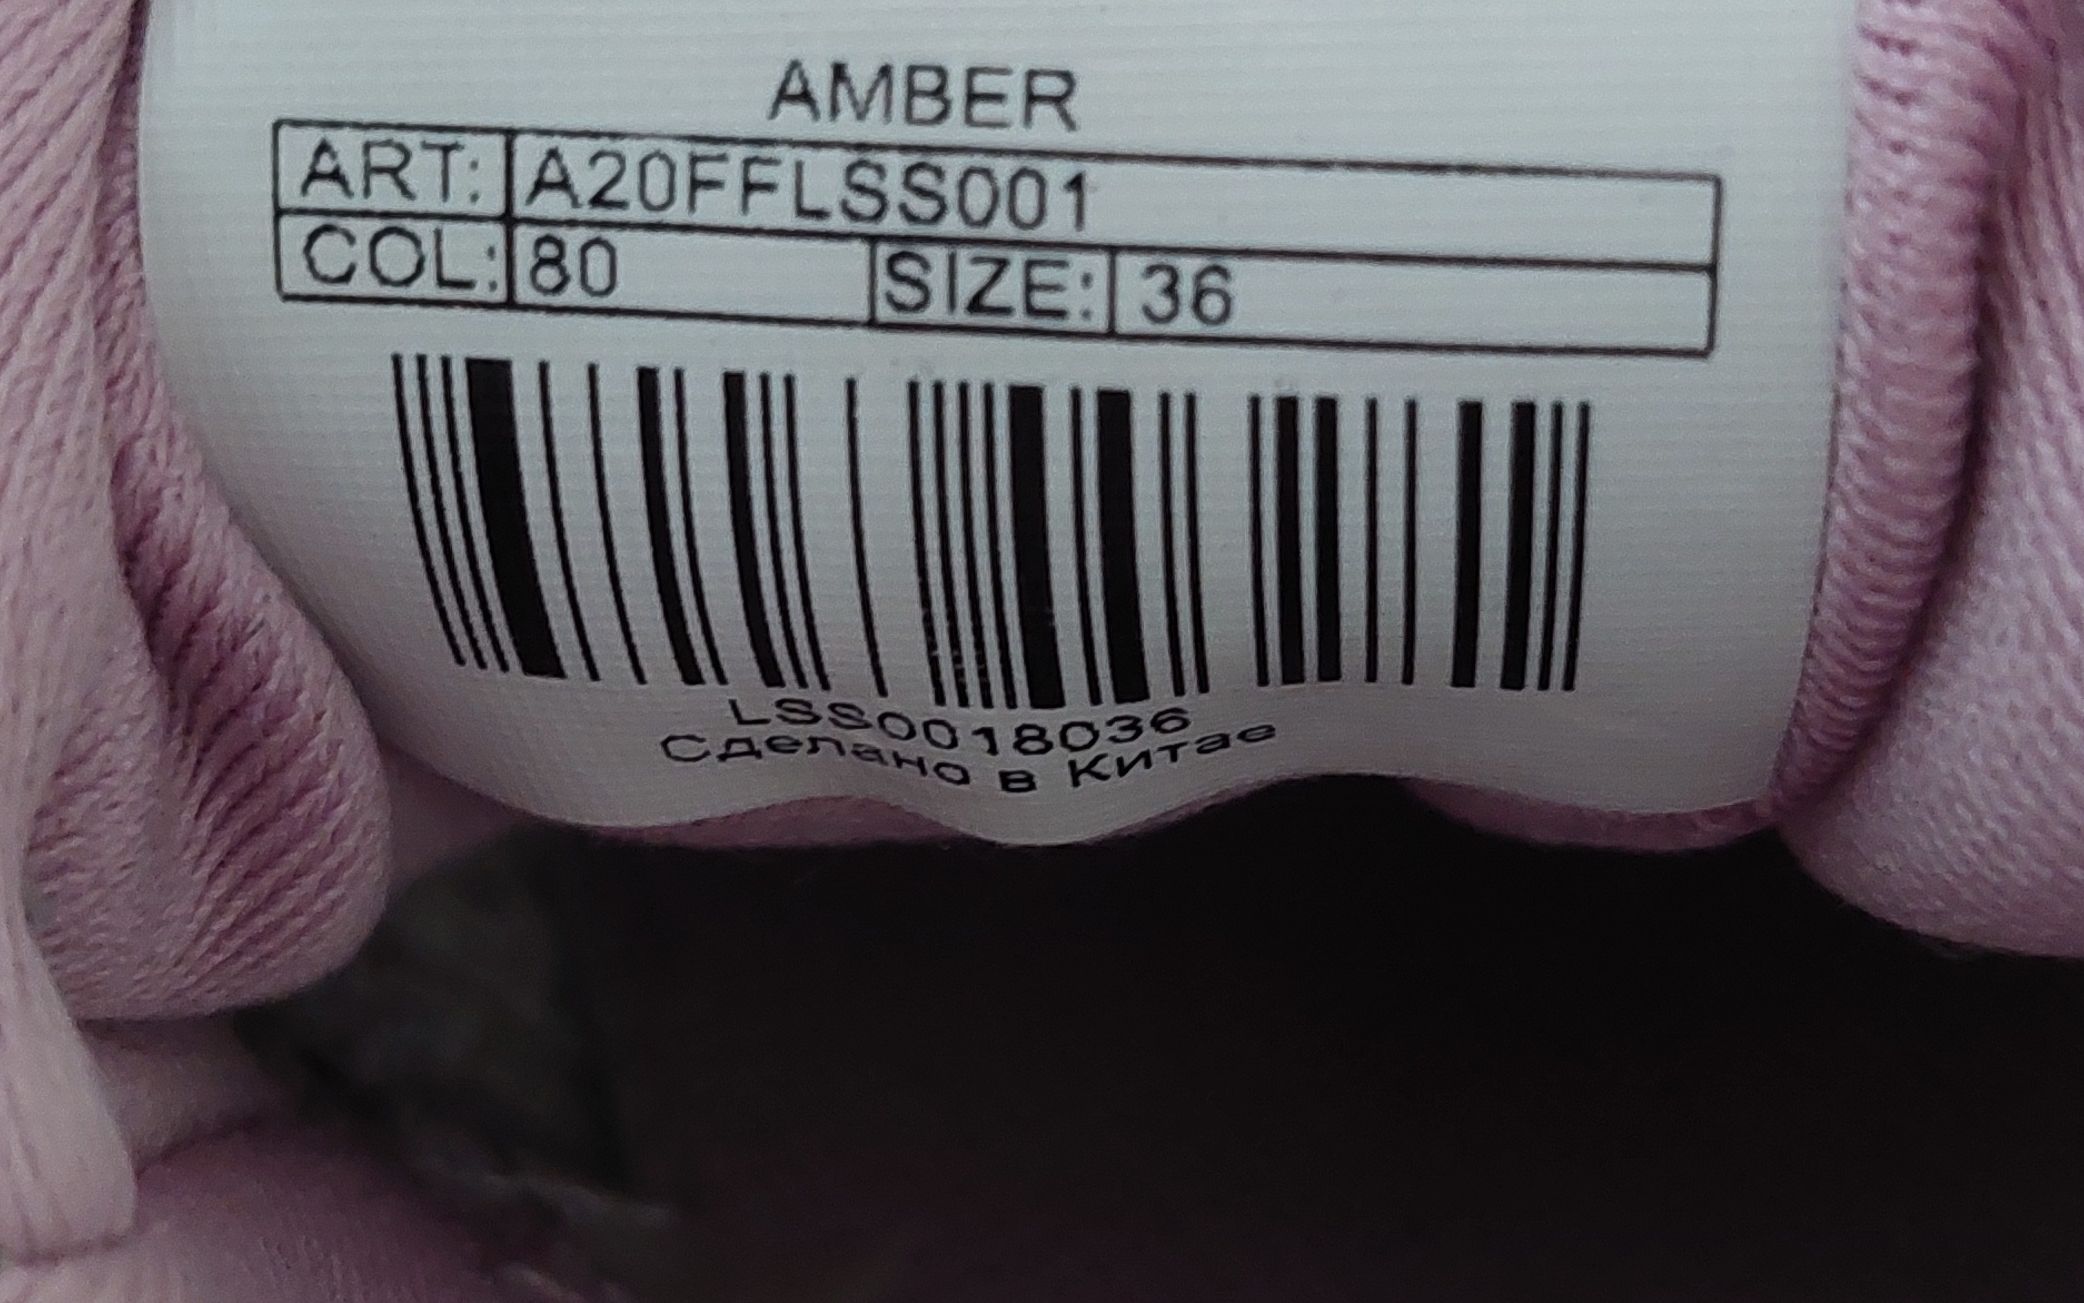 AMBER
ART: A20FFLSS001
COL: 80 SIZE: 36
LSS0018036
Сделано в Китае